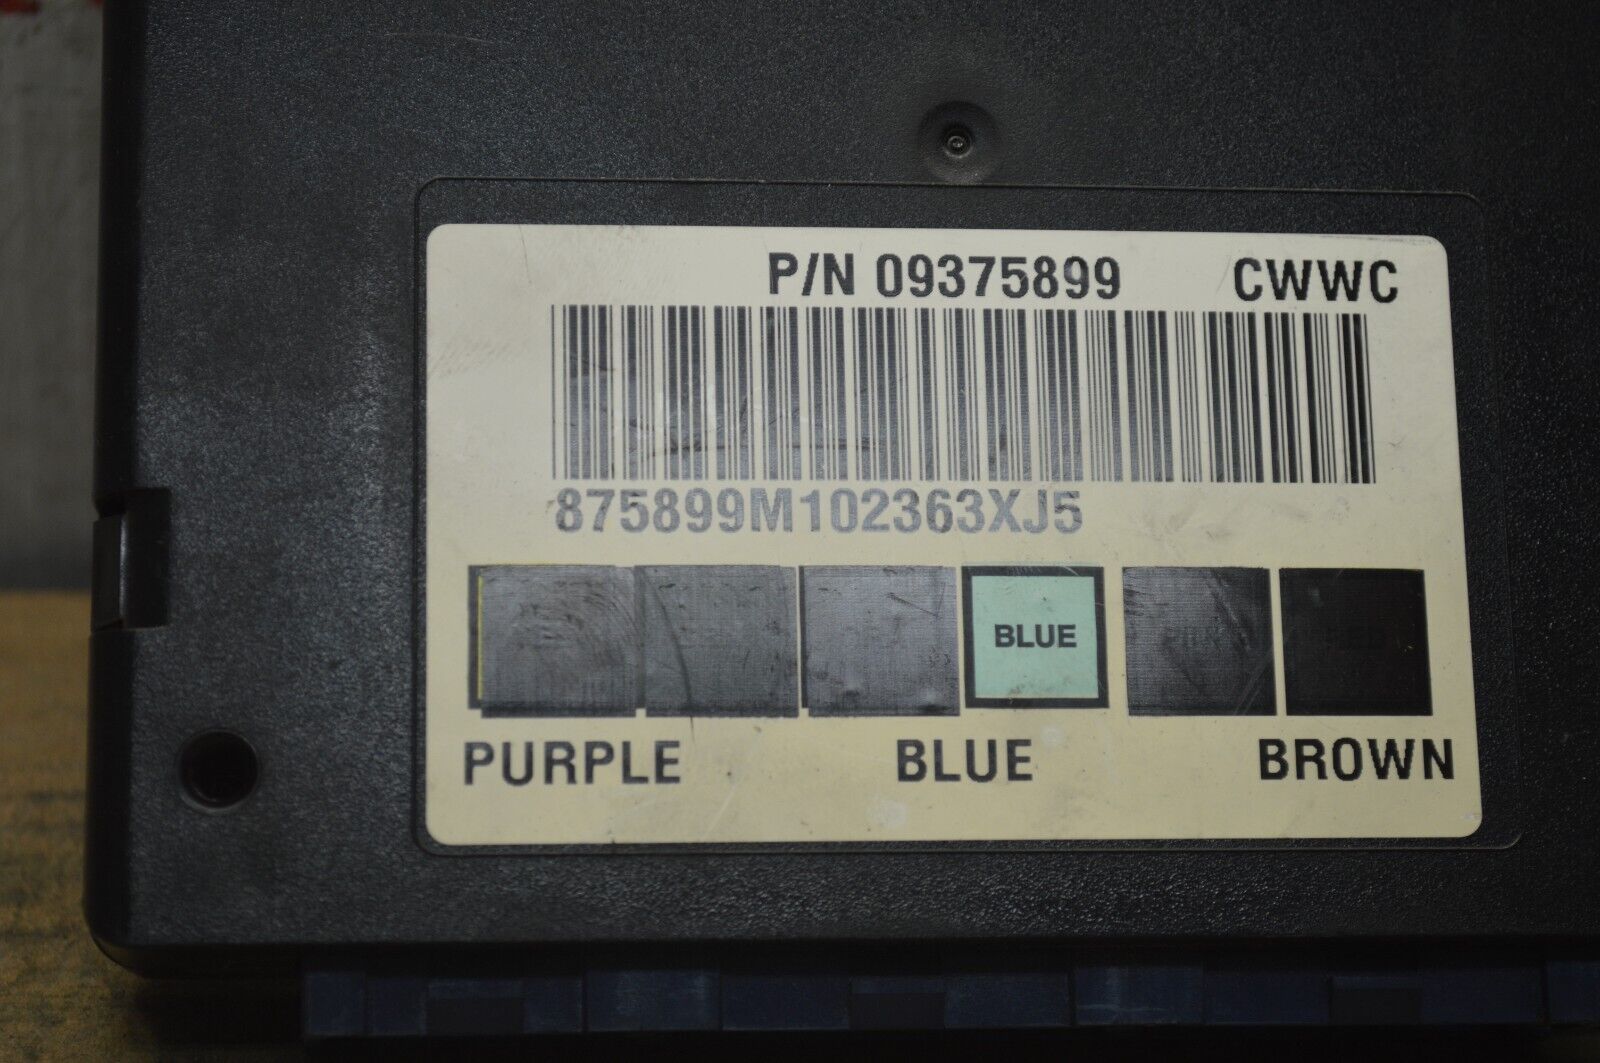 P/N 09375899 CWWC
875899M102363XJ5
BLUE
PURPLE BLUE BROWN